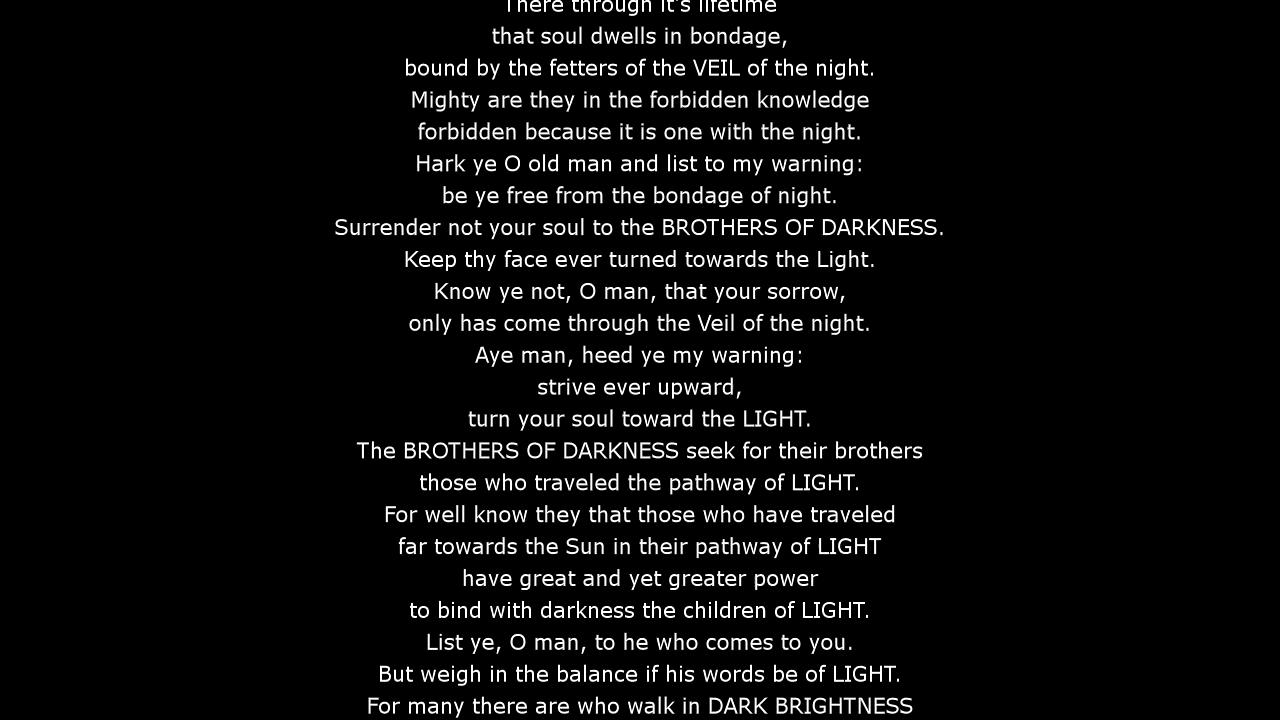 There through it's lifetime
that soul dwells in bondage,
bound by the fetters of the VEIL of the night.
Mighty are they in the forbidden knowledge
forbidden because it is one with the night.
Hark ye O old man and list to my warning:
be ye free from the bondage of night.
Surrender not your soul to the BROTHERS OF DARKNESS.
Keep thy face ever turned towards the Light.
Know ye not, O man, that your sorrow,
only has come through the Veil of the night.
Aye man, heed ye my warning:
strive ever upward,
turn your soul toward the LIGHT.
The BROTHERS OF DARKNESS seek for their brothers
those who traveled the pathway of LIGHT.
For well know they that those who have traveled
far towards the Sun in their pathway of LIGHT
have great and yet greater power
to bind with darkness the children of LIGHT.
List ye, O man, to he who comes to you.
But weigh in the balance if his words be of LIGHT.
For many there are who walk in DARK BRIGHTNESS